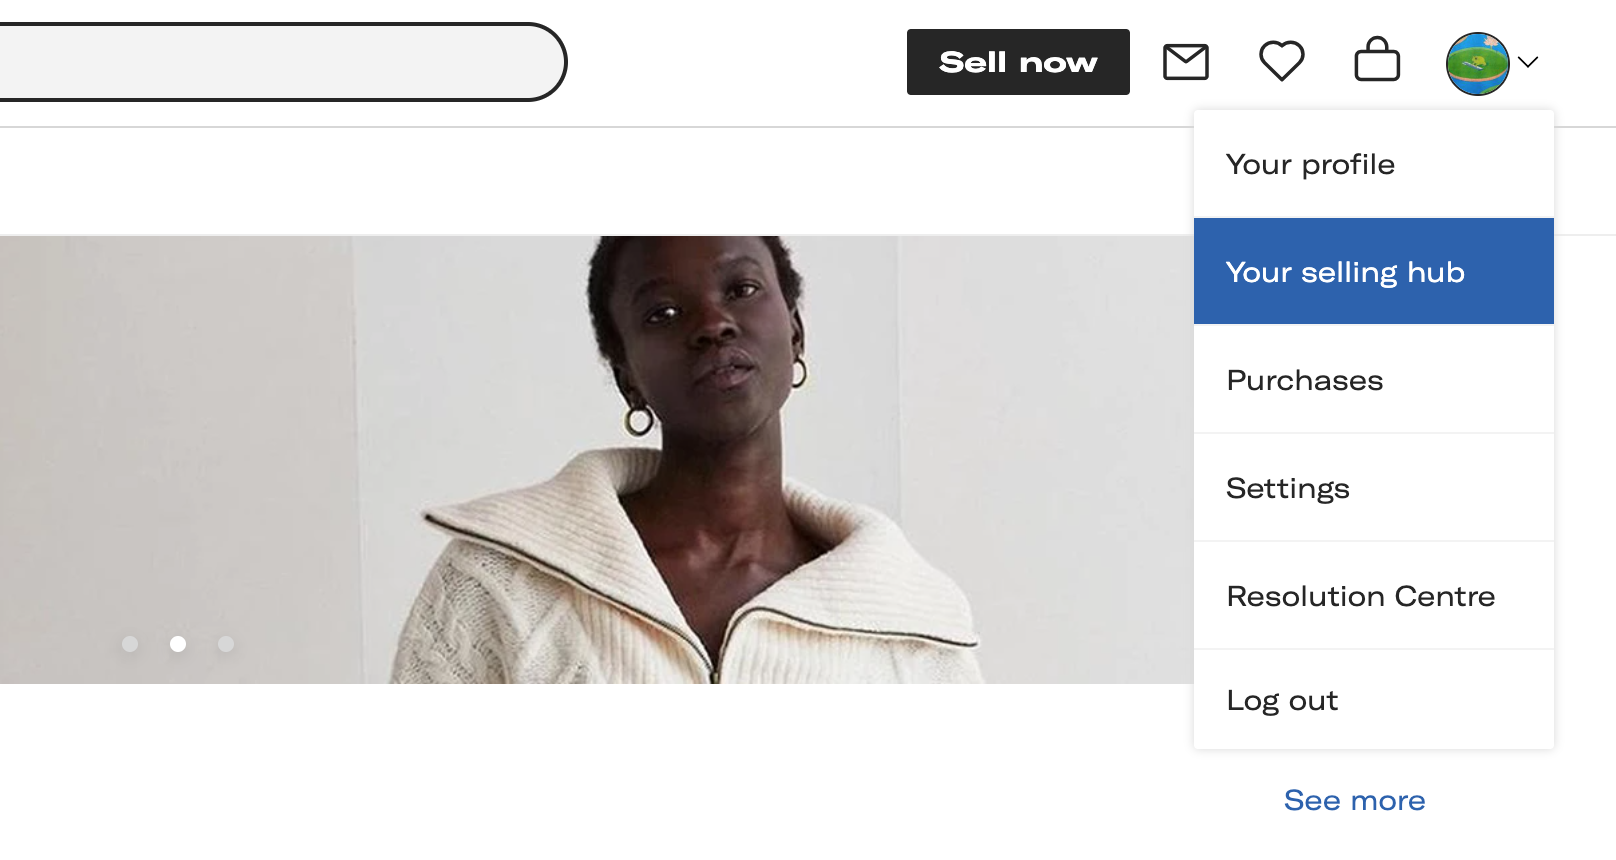 Sell now
Your profile
Your selling hub
Purchases
Settings
Resolution Centre
Log out
See more